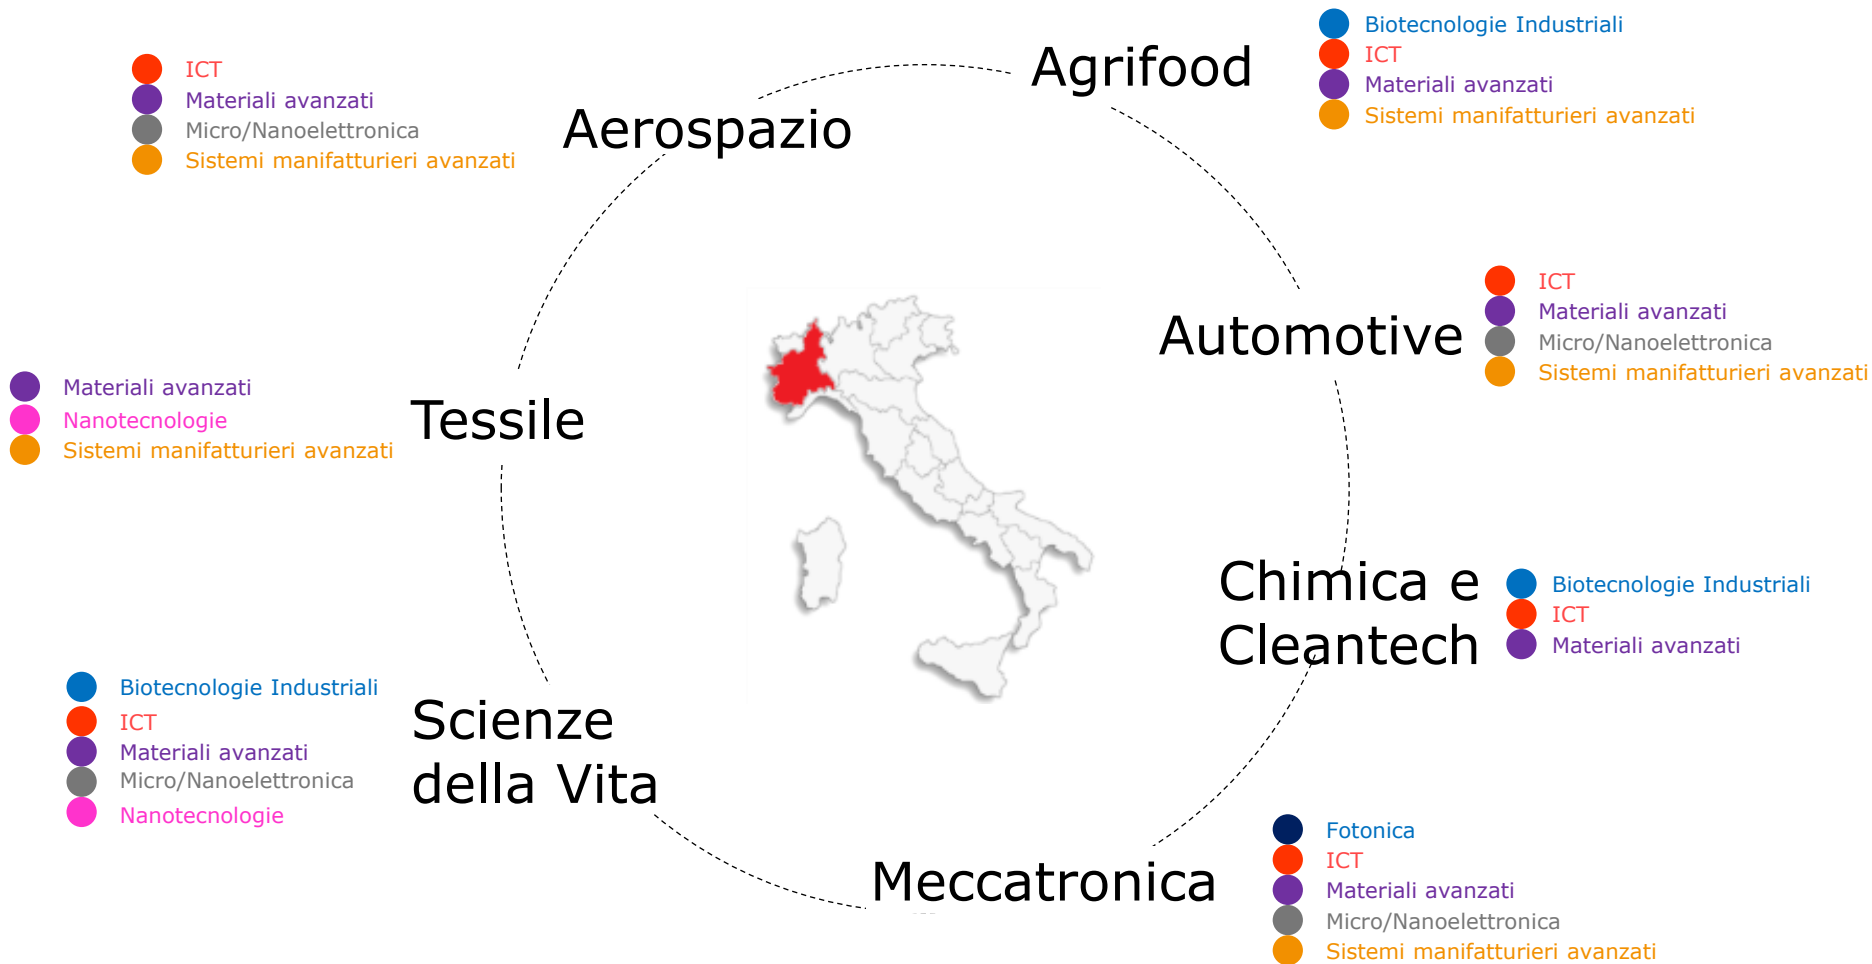 Agrifood
Biotecnologie Industriali
ICT
Materiali avanzati
Sistemi manifatturieri avanzati
Aerospazio
ICT
Materiali avanzati
Micro/Nanoelettronica
Sistemi manifatturieri avanzati
Automotive
ICT
Materiali avanzati
Micro/Nanoelettronica
Sistemi manifatturieri avanzati
Tessile
Materiali avanzati
Nanotecnologie
Sistemi manifatturieri avanzati
Chimica e
Cleantech
Biotecnologie Industriali
ICT
Materiali avanzati
Scienze
della Vita
Biotecnologie Industriali
ICT
Materiali avanzati
Micro/Nanoelettronica
Nanotecnologie
Meccatronica
Fotonica
ICT
Materiali avanzati
Micro/Nanoelettronica
Sistemi manifatturieri avanzati